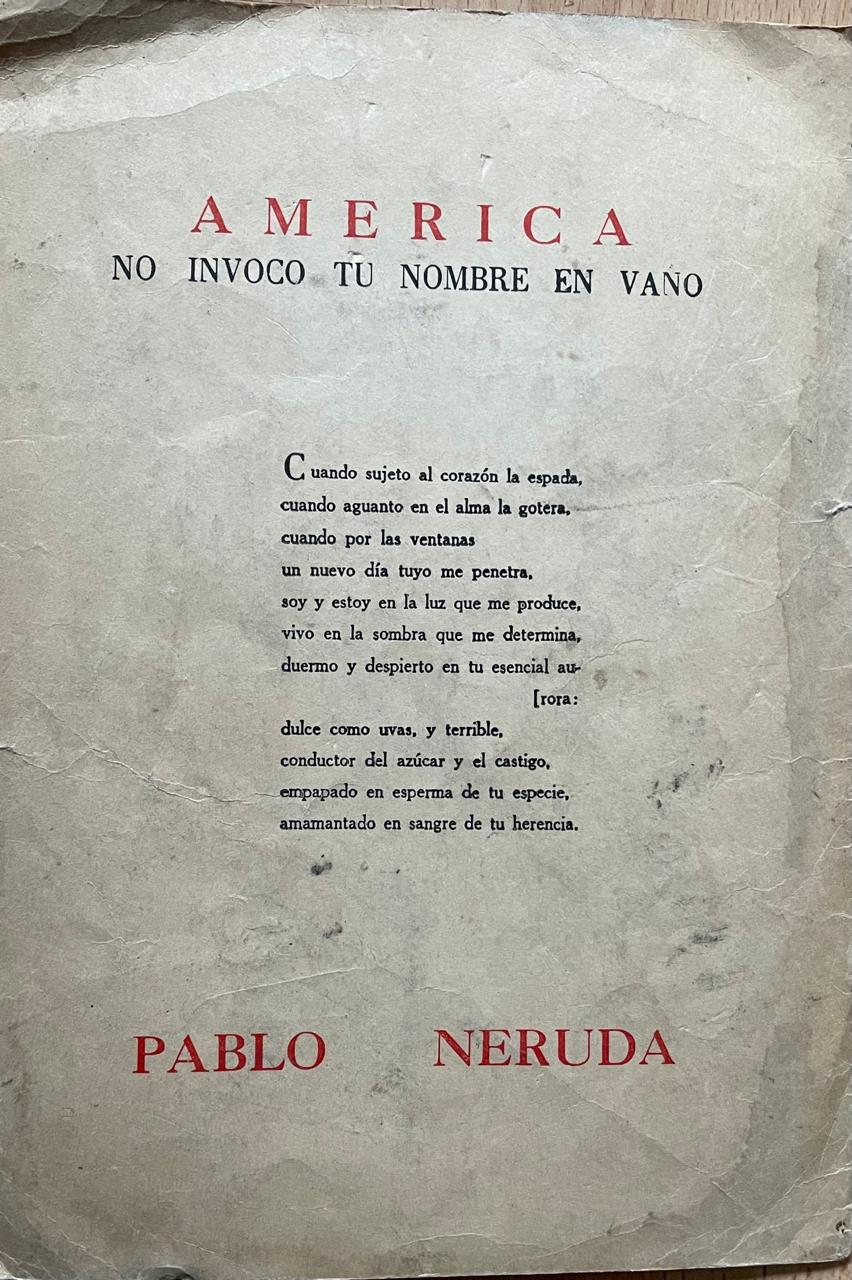 AMERICA
NO INVOCO TU NOMBRE EN VANO
Cuando sujeto al corazón la espada,
cuando aguanto en el alma la gotera,
cuando por las ventanas
un nuevo día tuyo me penetra,
soy y estoy en la luz que me produce,
vivo en la sombra que me determina,
duermo y despierto en tu esencial au-
[rora:
dulce como uvas, y terrible,
conductor del azúcar y el castigo,
empapado en esperma de tu especie,
amamantado en sangre de tu herencia.
PABLO NERUDA